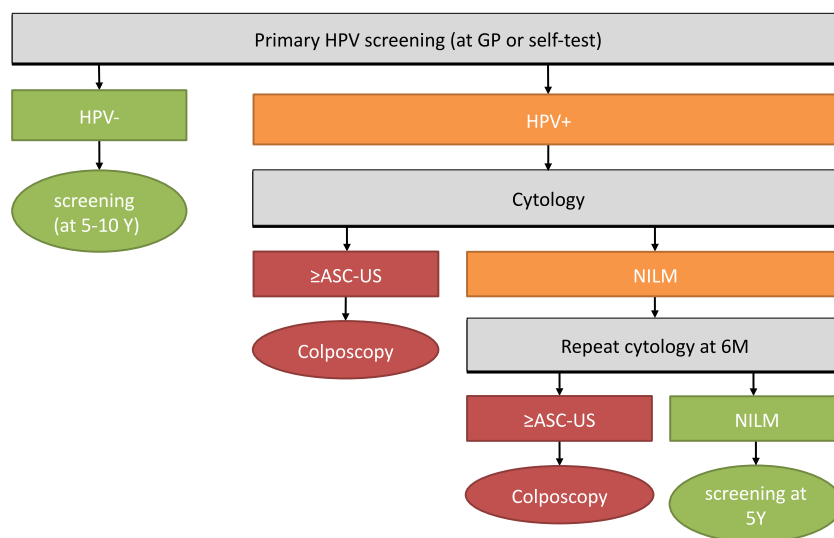 Primary HPV screening (at GP or self-test)
HPV-
HPV+
screening
(at 5-10 Y)
Cytology
≥ASC-US
NILM
Colposcopy
Repeat cytology at 6M
≥ASC-US
NILM
Colposcopy
screening at
5Y